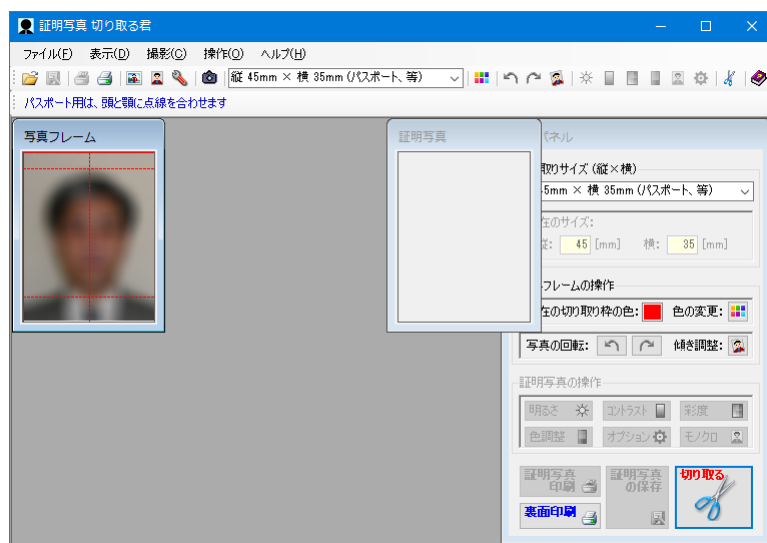 証明写真 切り取る君
ファイル(F) 表示(D) 撮影(C) 操作(O) ヘルプ(H)
縦 45mm × 横 35mm (パスポート、等)
パスポート用は、頭と顎に点線を合わせます
写真フレーム
証明写真
パネル
取りサイズ (縦×横)
5mm × 横 35mm (パスポート、等)
在のサイズ:
45 [mm] 横: 35 [mm]
フレームの操作
在の切り取り枠の色: 色の変更:
写真の回転: 傾き調整:
証明写真の操作
明るさ コントラスト 彩度
色調整 オプション モノクロ
証明写真
印刷
証明写真
の保存
切り取る
裏面印刷